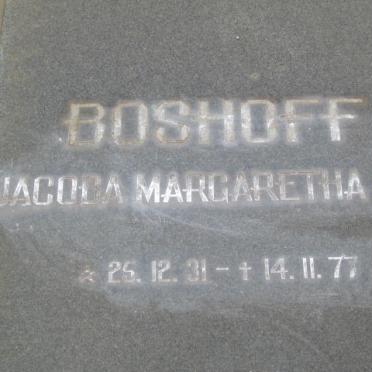 BOSHOFF
JACOBA MARGARETHA
* 25.12.31 - † 14.11.77